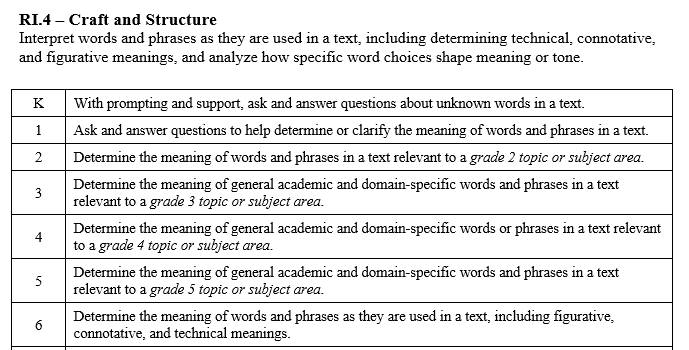 RI.4 – Craft and Structure
Interpret words and phrases as they are used in a text, including determining technical, connotative,
and figurative meanings, and analyze how specific word choices shape meaning or tone.
K With prompting and support, ask and answer questions about unknown words in a text.
1 Ask and answer questions to help determine or clarify the meaning of words and phrases in a text.
2 Determine the meaning of words and phrases in a text relevant to a grade 2 topic or subject area.
3 Determine the meaning of general academic and domain-specific words and phrases in a text
relevant to a grade 3 topic or subject area.
4 Determine the meaning of general academic and domain-specific words or phrases in a text relevant
to a grade 4 topic or subject area.
5 Determine the meaning of general academic and domain-specific words and phrases in a text
relevant to a grade 5 topic or subject area.
6 Determine the meaning of words and phrases as they are used in a text, including figurative,
connotative, and technical meanings.